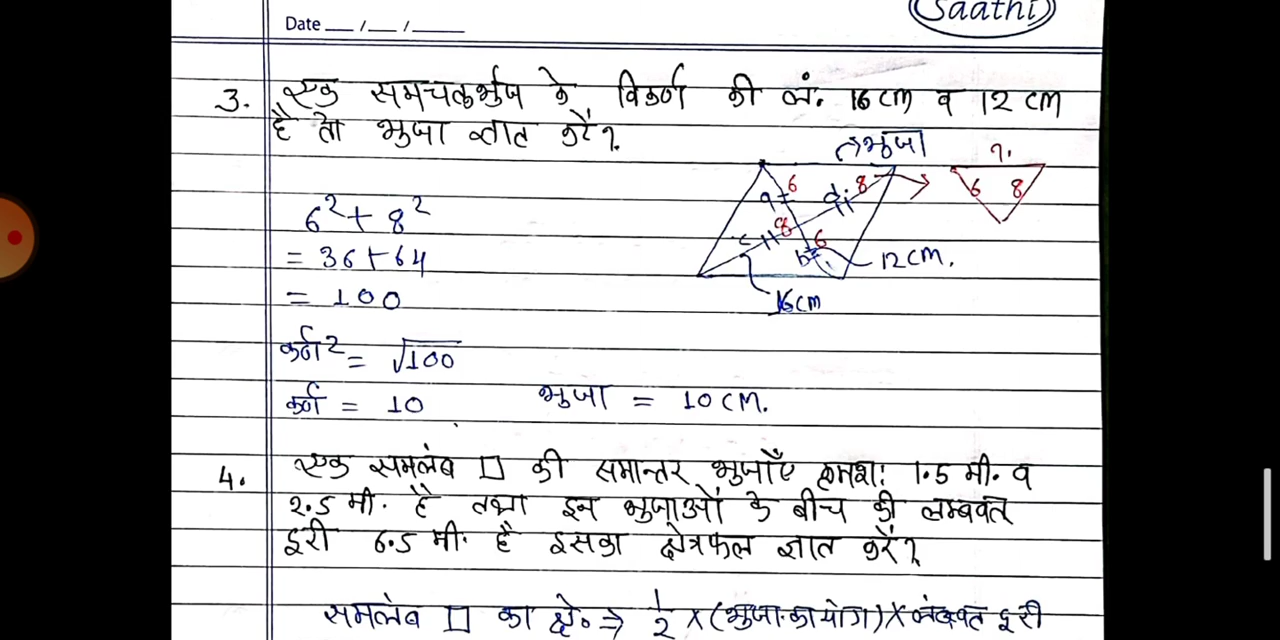 Saathi
Date __/__/____
3. एक समचतुर्भुज के विकर्ण की लं. 16 cm व 12 cm
है तो भुजा ज्ञात करें?
→भुजा
?
6
8
6 8
a
d
8
c
6
b
12cm.
16cm
6² + 8²
= 36+64
= 100
कर्ण² = √100
कर्ण = 10 भुजा = 10 CM.
4. एक समलंब □ की समान्तर भुजाएँ क्रमशः 1.5 मी. व
2.5 मी. है तथा इन भुजाओं के बीच की लम्बवत
दूरी 6.5 मी. है इसका क्षेत्रफल ज्ञात करें?
समलंब □ का क्षे. ⇒ 1/2 x (भुजा.का योग) x लंबवत दूरी